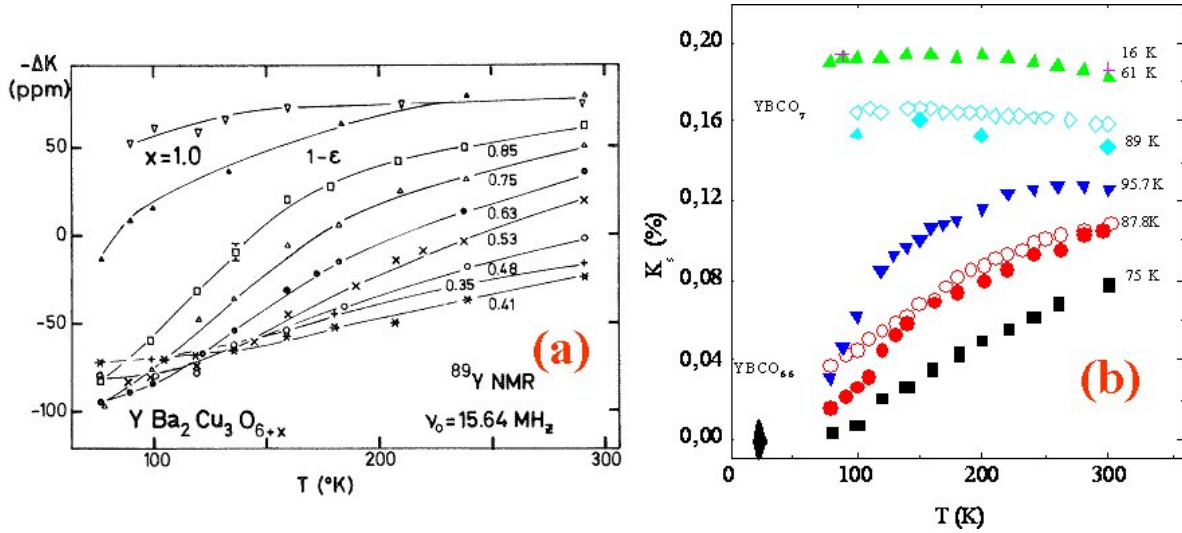 -ΔK
(ppm)
50
0
-50
-100
x=1.0
1-ε
0.85
0.75
0.63
0.53
0.48
0.35
0.41
(a)
⁸⁹Y NMR
Y Ba₂ Cu₃ O₆₊ₓ
ν₀ = 15.64 MHz
100
200
300
T (°K)
0,20
0,16
0,12
0,08
0,04
0,00
Kₛ (%)
16 K
61 K
YBCO₇
89 K
95.7 K
87.8K
75 K
YBCO₆₆
(b)
0
100
200
300
T (K)